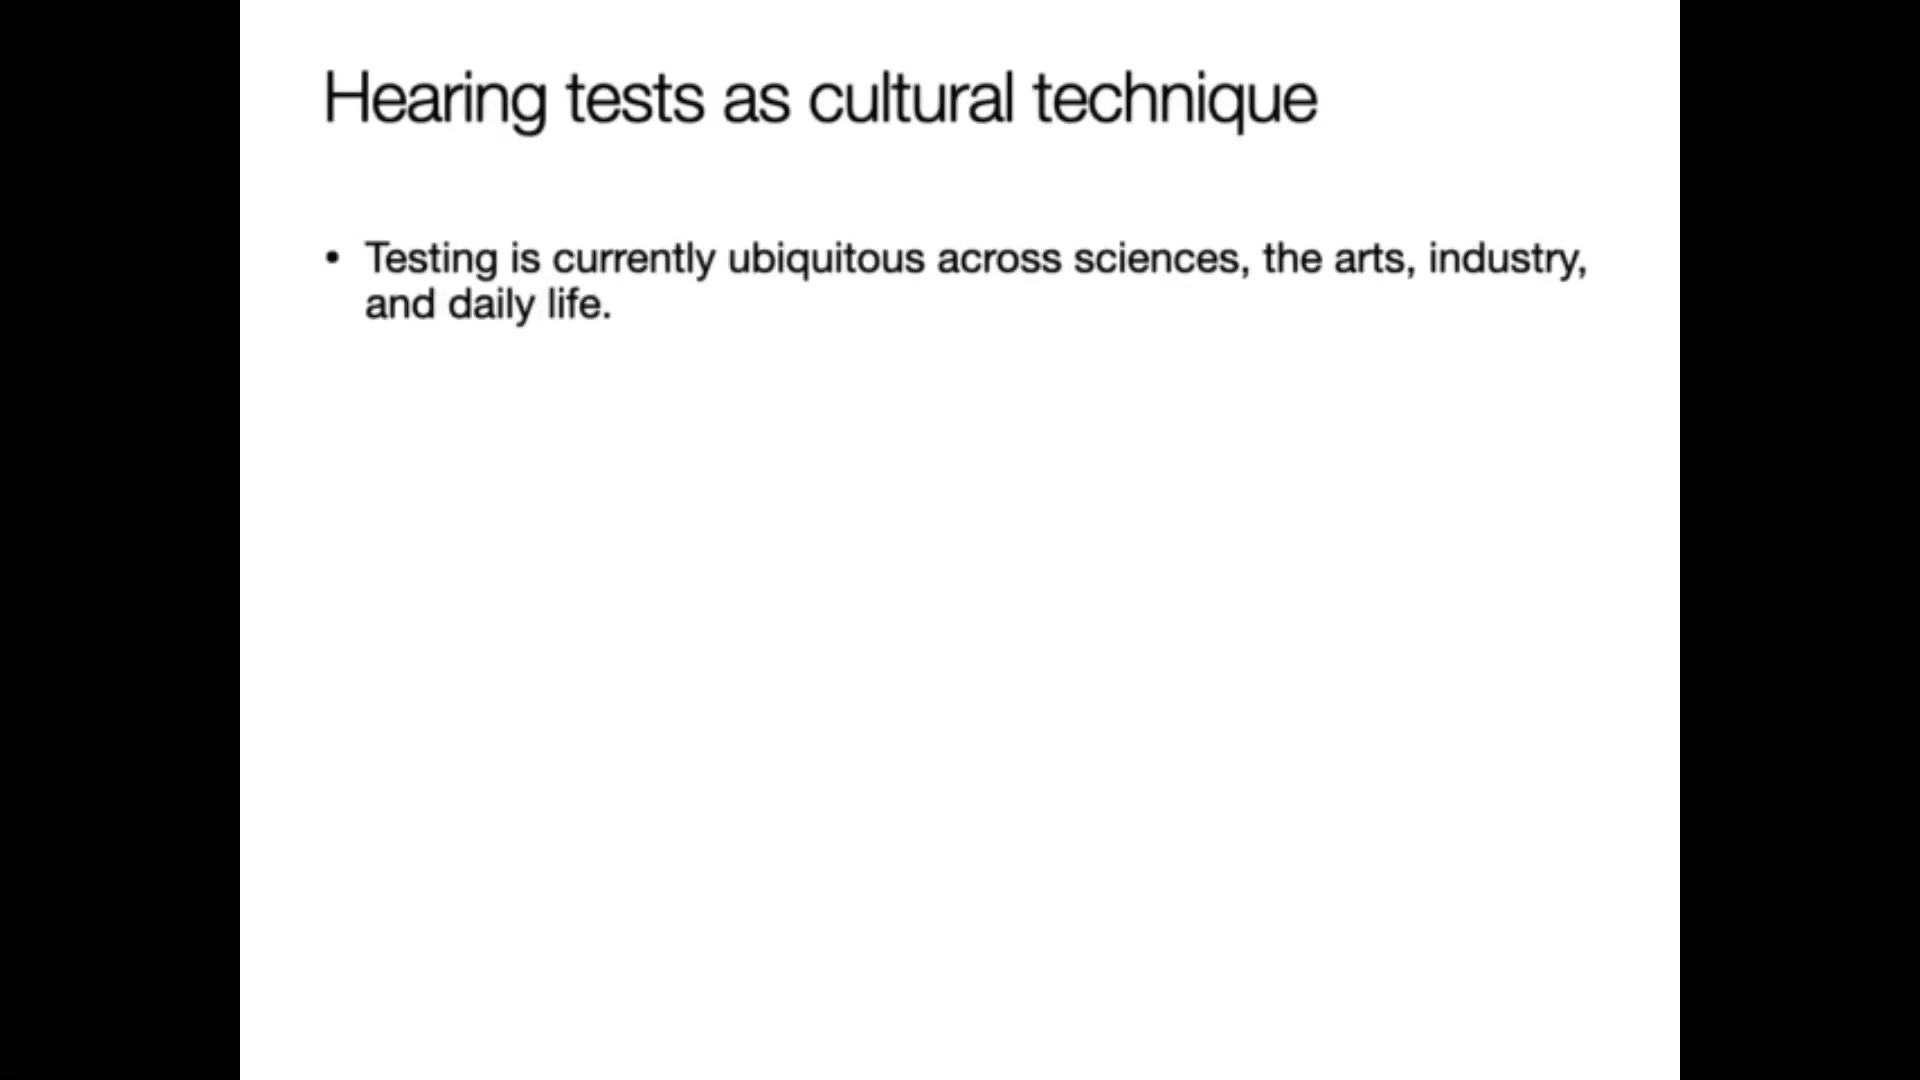 Hearing tests as cultural technique
• Testing is currently ubiquitous across sciences, the arts, industry,
and daily life.